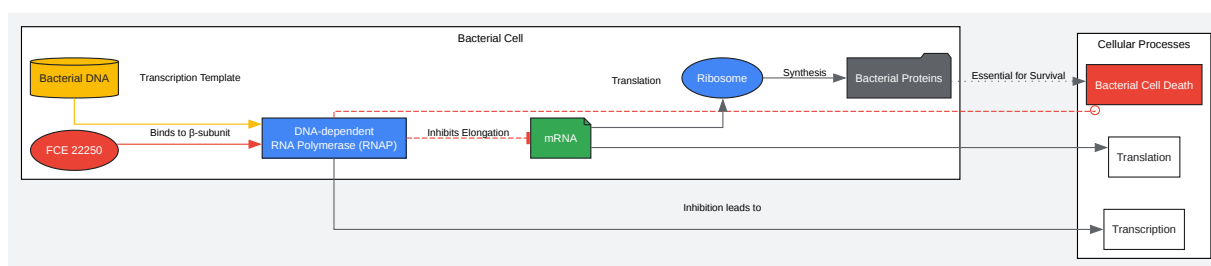 Bacterial Cell
Cellular Processes
Bacterial DNA
Transcription Template
Translation
Ribosome
Synthesis
Bacterial Proteins
Essential for Survival
Bacterial Cell Death
FCE 22250
Binds to β-subunit
DNA-dependent
RNA Polymerase (RNAP)
Inhibits Elongation
mRNA
Translation
Inhibition leads to
Transcription